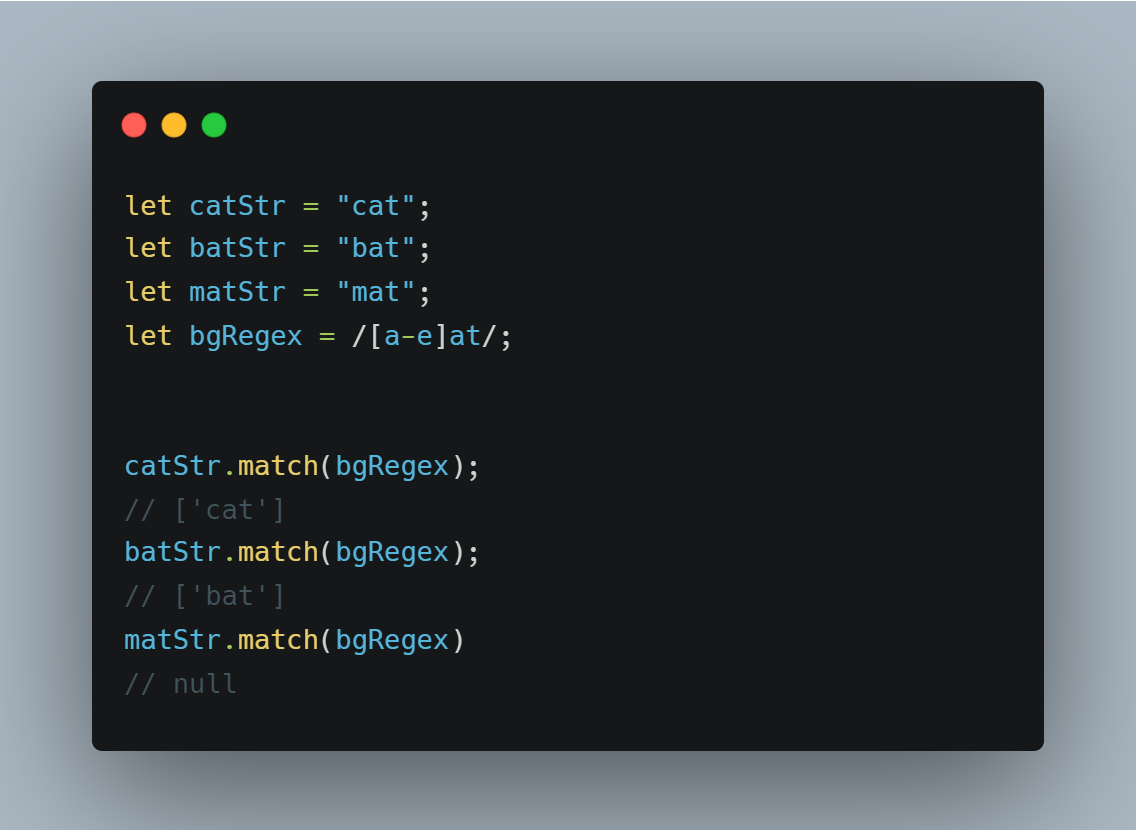 let catStr = "cat";
let batStr = "bat";
let matStr = "mat";
let bgRegex = /[a-e]at/;
catStr.match(bgRegex);
// ['cat']
batStr.match(bgRegex);
// ['bat']
matStr.match(bgRegex)
// null